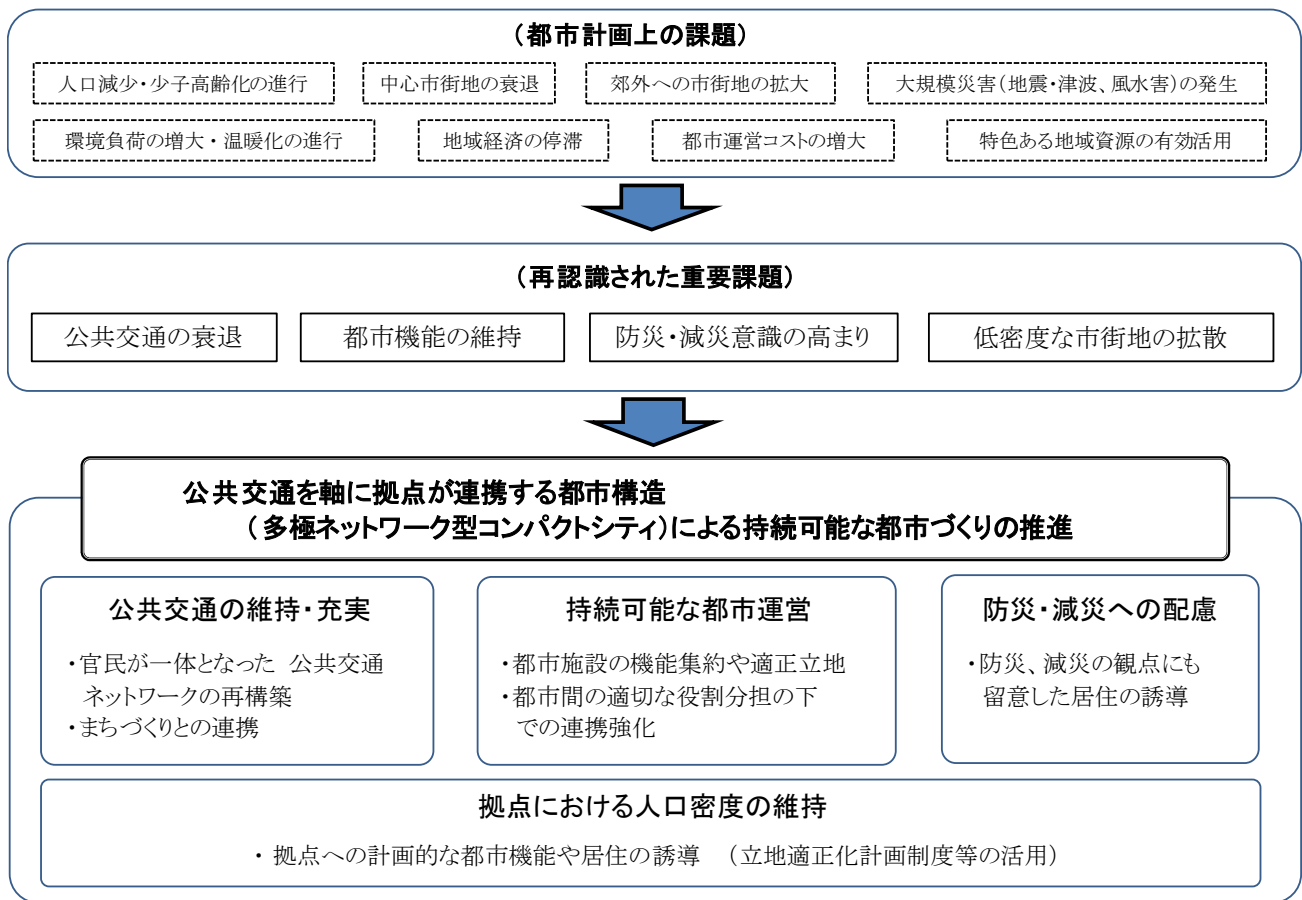 （都市計画上の課題）
人口減少・少子高齢化の進行
中心市街地の衰退
郊外への市街地の拡大
大規模災害（地震・津波、風水害）の発生
環境負荷の増大・温暖化の進行
地域経済の停滞
都市運営コストの増大
特色ある地域資源の有効活用
（再認識された重要課題）
公共交通の衰退
都市機能の維持
防災・減災意識の高まり
低密度な市街地の拡散
公共交通を軸に拠点が連携する都市構造
（多極ネットワーク型コンパクトシティ）による持続可能な都市づくりの推進
公共交通の維持・充実
・官民が一体となった 公共交通
ネットワークの再構築
・まちづくりとの連携
持続可能な都市運営
・都市施設の機能集約や適正立地
・都市間の適切な役割分担の下
での連携強化
防災・減災への配慮
・防災、減災の観点にも
留意した居住の誘導
拠点における人口密度の維持
・ 拠点への計画的な都市機能や居住の誘導　（立地適正化計画制度等の活用）